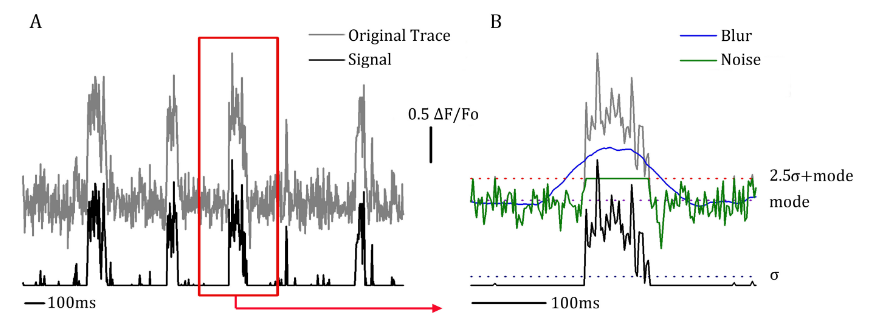 A
Original Trace
Signal
0.5 ΔF/Fo
100ms
B
Blur
Noise
2.5σ+mode
mode
σ
100ms